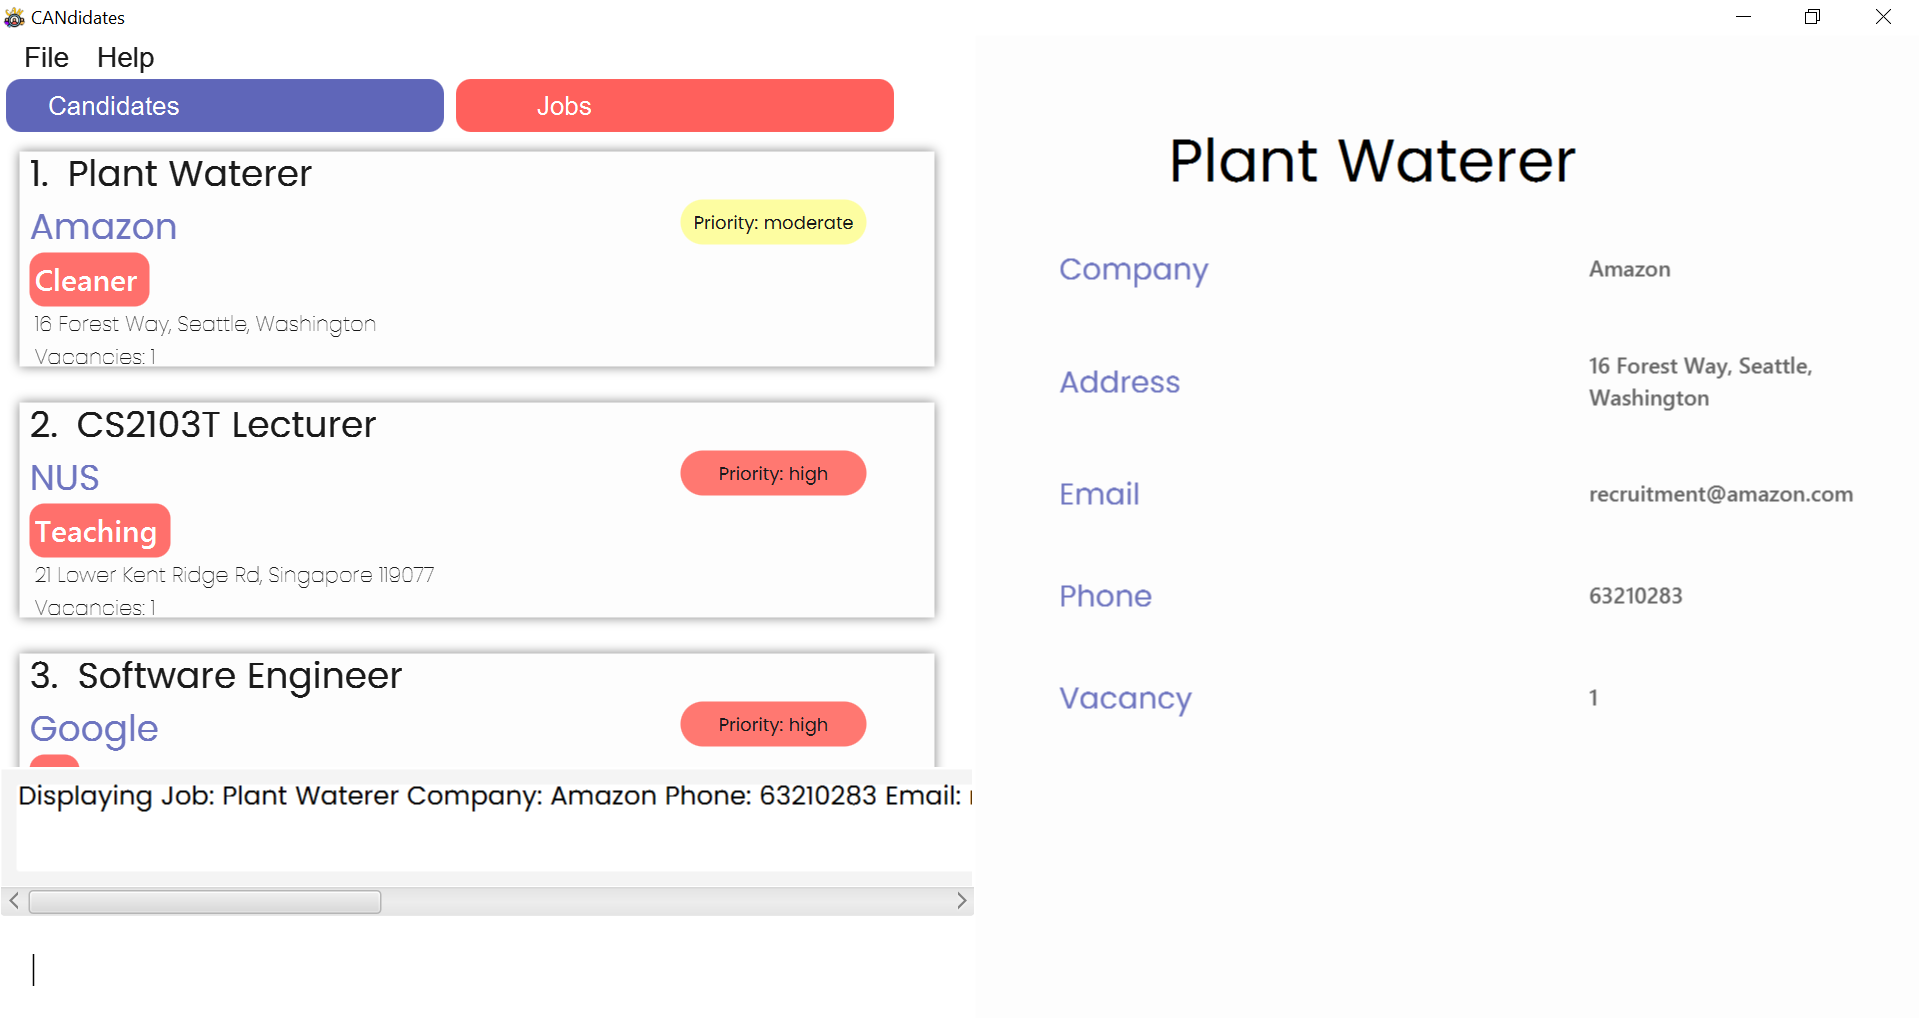 CANdidates
File Help
Candidates
Jobs
1. Plant Waterer
Amazon
Priority: moderate
Cleaner
16 Forest Way, Seattle, Washington
Vacancies: 1
2. CS2103T Lecturer
NUS
Priority: high
Teaching
21 Lower Kent Ridge Rd, Singapore 119077
Vacancies: 1
3. Software Engineer
Google
Priority: high
Displaying Job: Plant Waterer Company: Amazon Phone: 63210283 Email:
Plant Waterer
Company
Amazon
Address
16 Forest Way, Seattle,
Washington
Email
recruitment@amazon.com
Phone
63210283
Vacancy
1